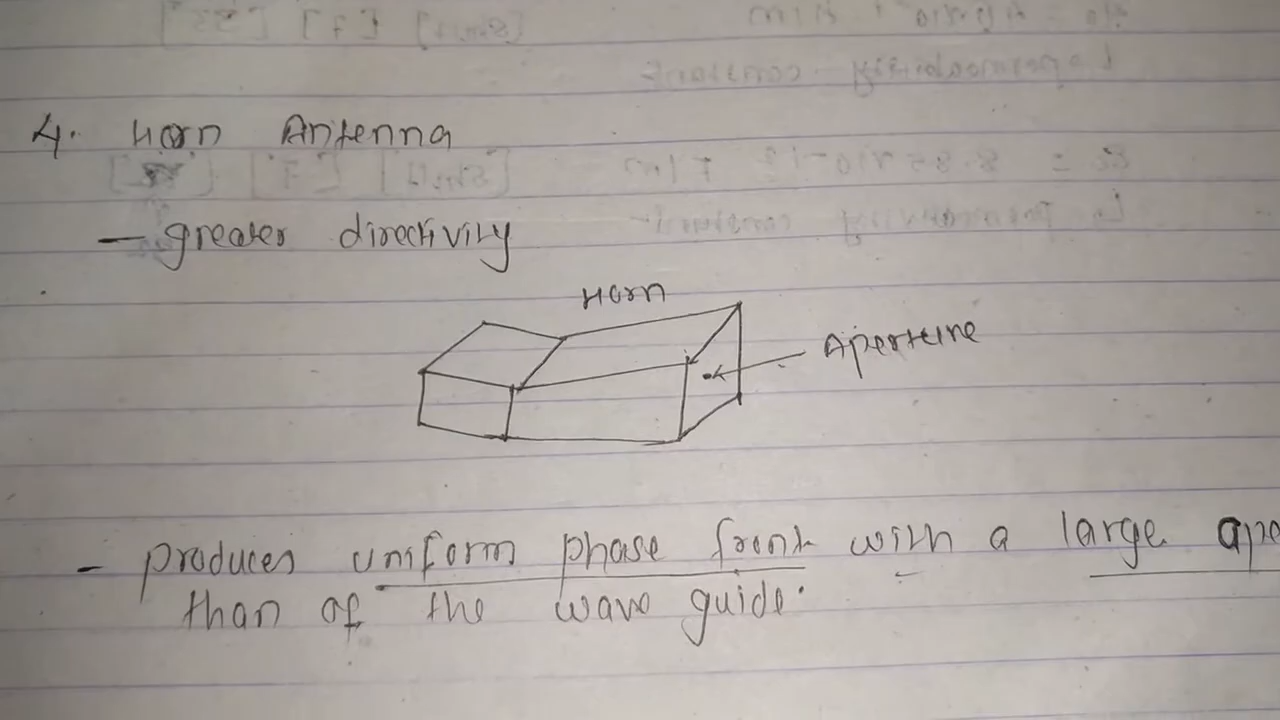 4. Horn Antenna
- greater directivity
Horn
Aperture
- produces uniform phase front with a large ape
than of the wave guide.